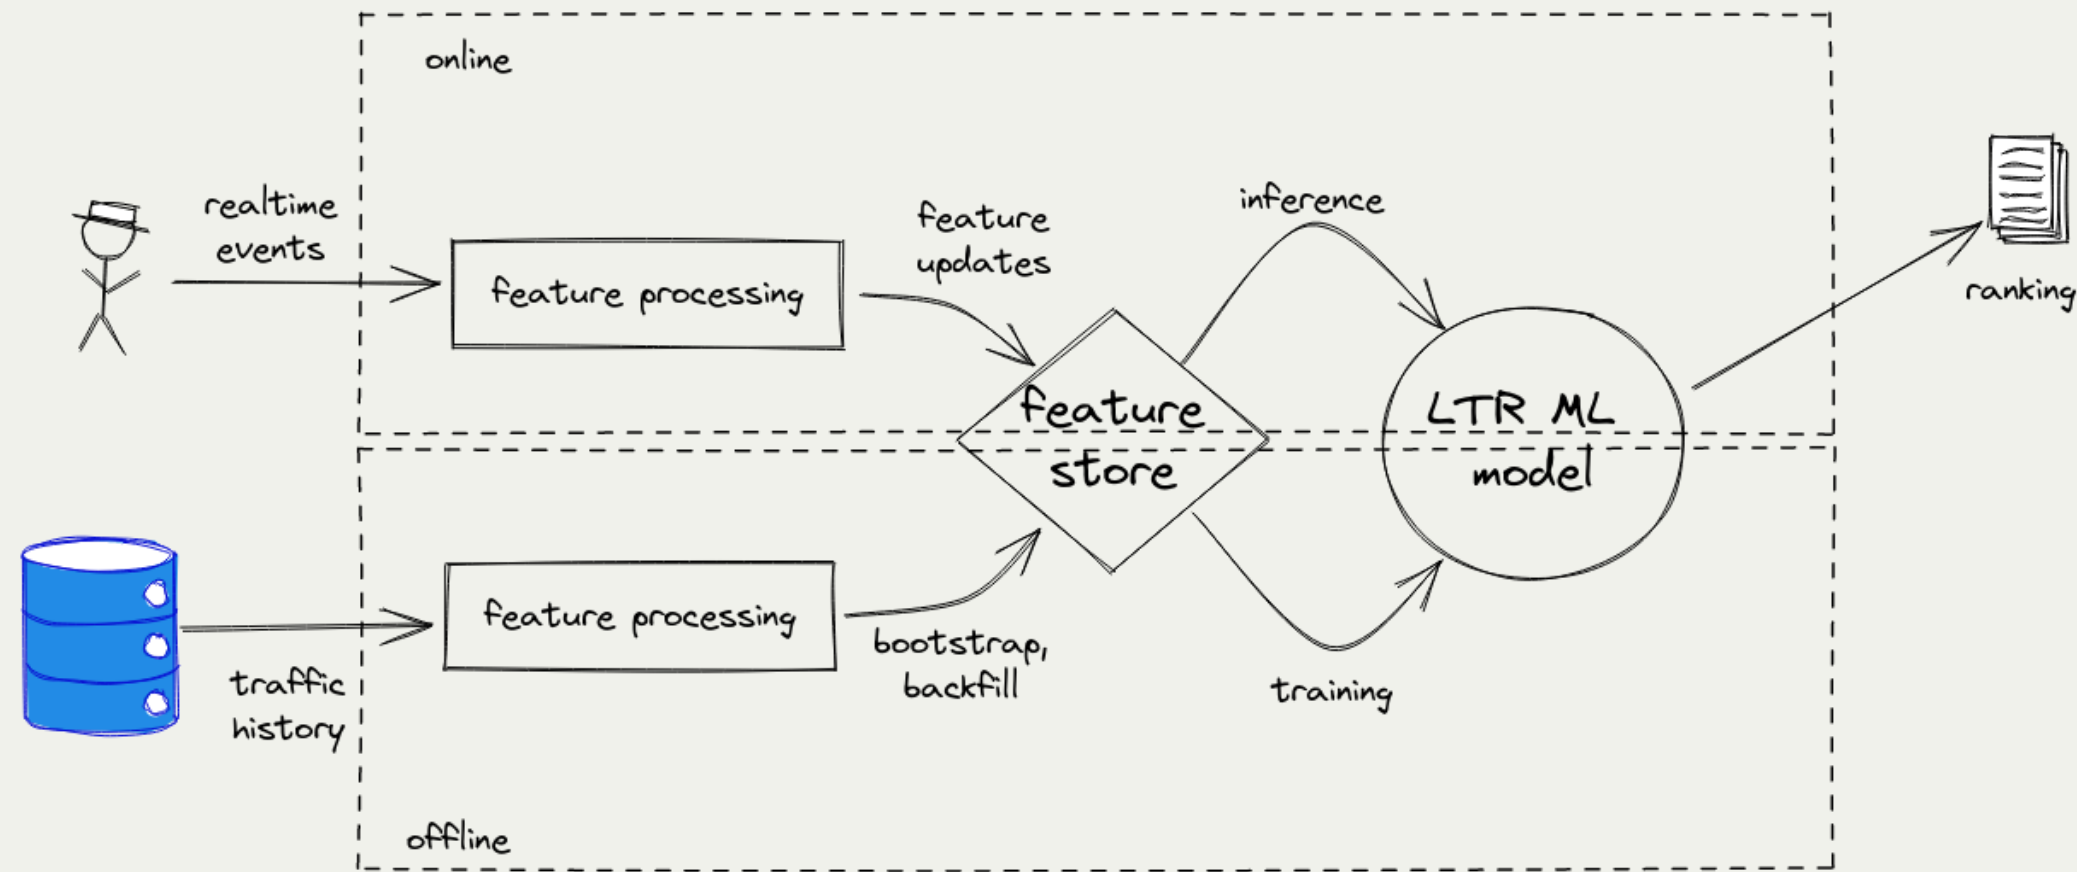 online
realtime
events
feature processing
feature
updates
inference
ranking
feature
store
LTR ML
model
traffic
history
feature processing
bootstrap,
backfill
training
offline